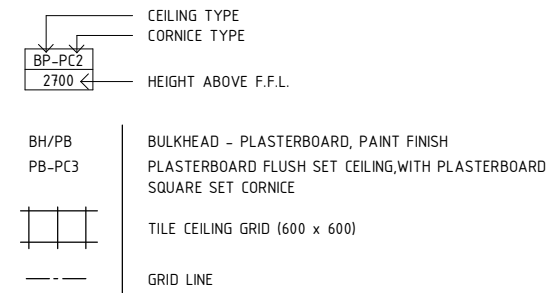 CEILING TYPE
CORNICE TYPE
BP-PC2
2700
HEIGHT ABOVE F.F.L.
BH/PB
BULKHEAD - PLASTERBOARD, PAINT FINISH
PB-PC3
PLASTERBOARD FLUSH SET CEILING,WITH PLASTERBOARD
SQUARE SET CORNICE
TILE CEILING GRID (600 x 600)
GRID LINE